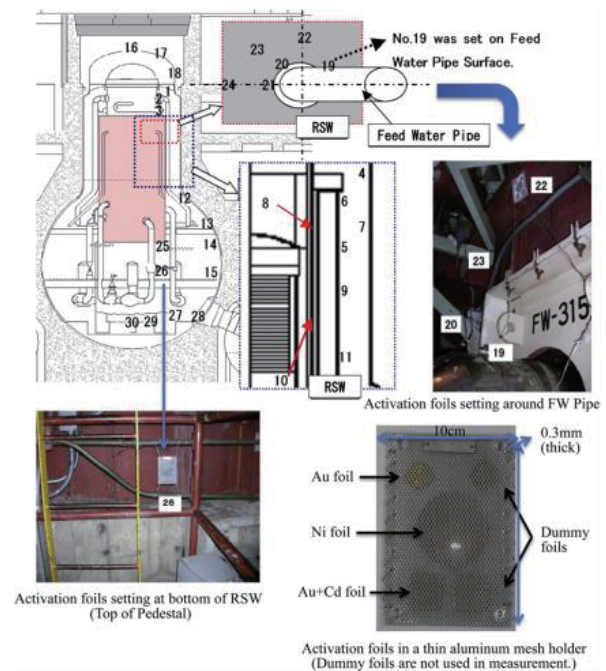 16
17
18
1
2
3
12
13
14
15
25
26
27
28
29
30
22
23
20
19
24
21
RSW
No.19 was set on Feed
Water Pipe Surface.
Feed Water Pipe
4
8
6
7
5
9
10
11
RSW
22
23
20
19
FW-315
Activation foils setting around FW Pipe
26
Activation foils setting at bottom of RSW
(Top of Pedestal)
10cm
0.3mm
(thick)
Au foil
Ni foil
Dummy
foils
Au+Cd foil
Activation foils in a thin aluminum mesh holder
(Dummy foils are not used in measurement.)